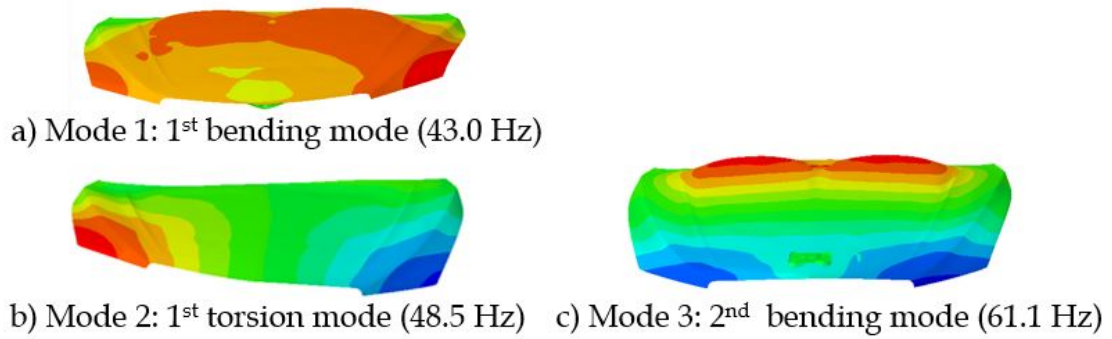 a) Mode 1: 1st bending mode (43.0 Hz)
b) Mode 2: 1st torsion mode (48.5 Hz)
c) Mode 3: 2nd bending mode (61.1 Hz)